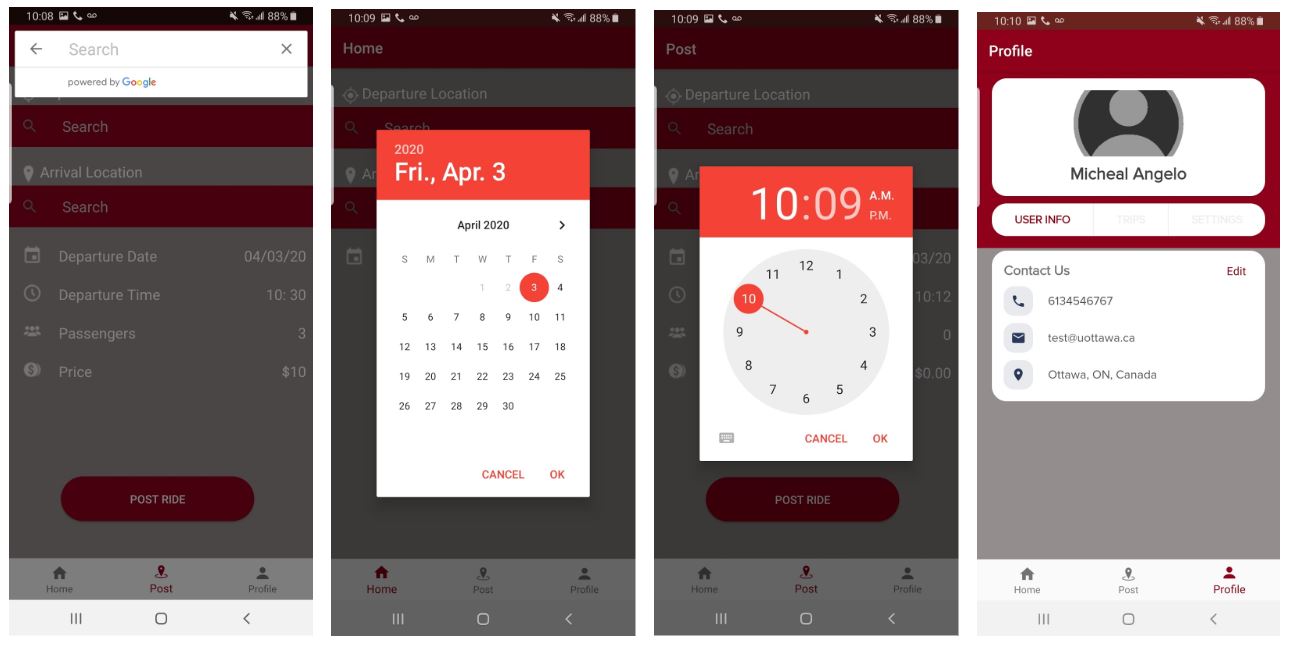 10:08 88%
Search
powered by Google
Search
Arrival Location
Search
Departure Date 04/03/20
Departure Time 10: 30
Passengers 3
Price $10
POST RIDE
Home Post Profile
10:09 88%
Home
Departure Location
Search
2020
Fri., Apr. 3
Ar
April 2020
S M T W T F S
1 2 3 4
5 6 7 8 9 10 11
12 13 14 15 16 17 18
19 20 21 22 23 24 25
26 27 28 29 30
CANCEL OK
Home Post Profile
10:09 88%
Post
Departure Location
Search
Ar
10:09 A.M.
P.M.
03/20
10:12
0
$0.00
12
11 1
10 2
9 3
8 4
7 5
6
CANCEL OK
POST RIDE
Home Post Profile
10:10 88%
Profile
Micheal Angelo
USER INFO TRIPS SETTINGS
Contact Us Edit
6134546767
test@uottawa.ca
Ottawa, ON, Canada
Home Post Profile